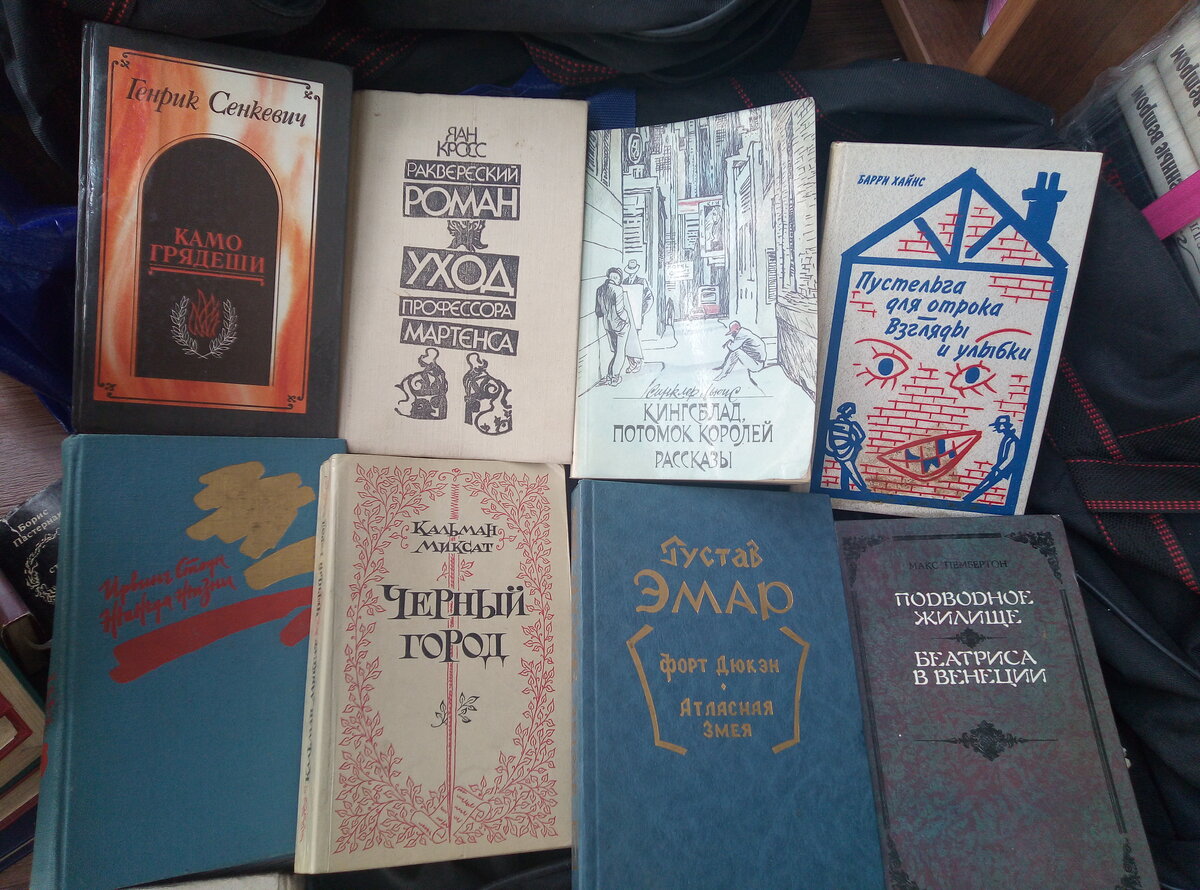 Генрик Сенкевич
КАМО
ГРЯДЕШИ
ЯАН
КРОСС
РАКВЕРЕСКИЙ
РОМАН
УХОД
ПРОФЕССОРА
МАРТЕНСА
Синклер Льюис
КИНГСБЛАД,
ПОТОМОК КОРОЛЕЙ
РАССКАЗЫ
БАРРИ ХАЙНС
Пустельга
для отрока
Взгляды
и улыбки
Ирвинг Стоун
Жажда жизни
КАЛЬМАН
МИКСАТ
ЧЕРНЫЙ
ГОРОД
Густав
ЭМАР
Форт Дюкэн
Атласная
Змея
МАКС ПЕМБЕРТОН
ПОДВОДНОЕ
ЖИЛИЩЕ
БЕАТРИСА
В ВЕНЕЦИИ
Борис